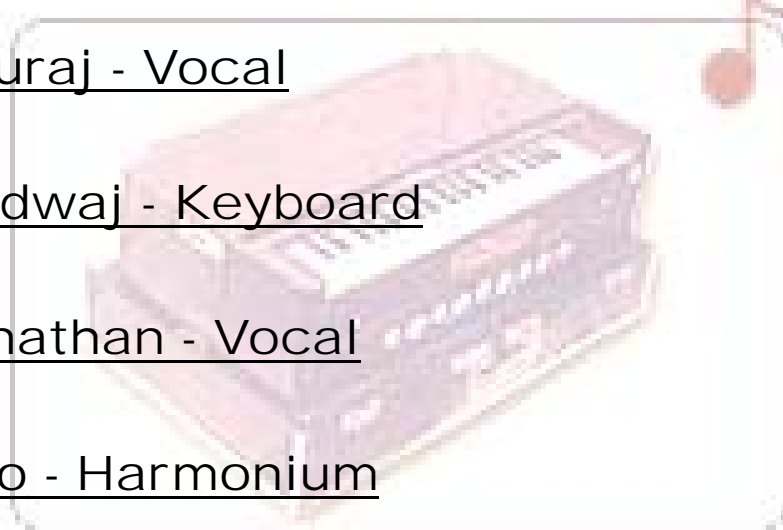 uraj - Vocal
dwaj - Keyboard
nathan - Vocal
o - Harmonium